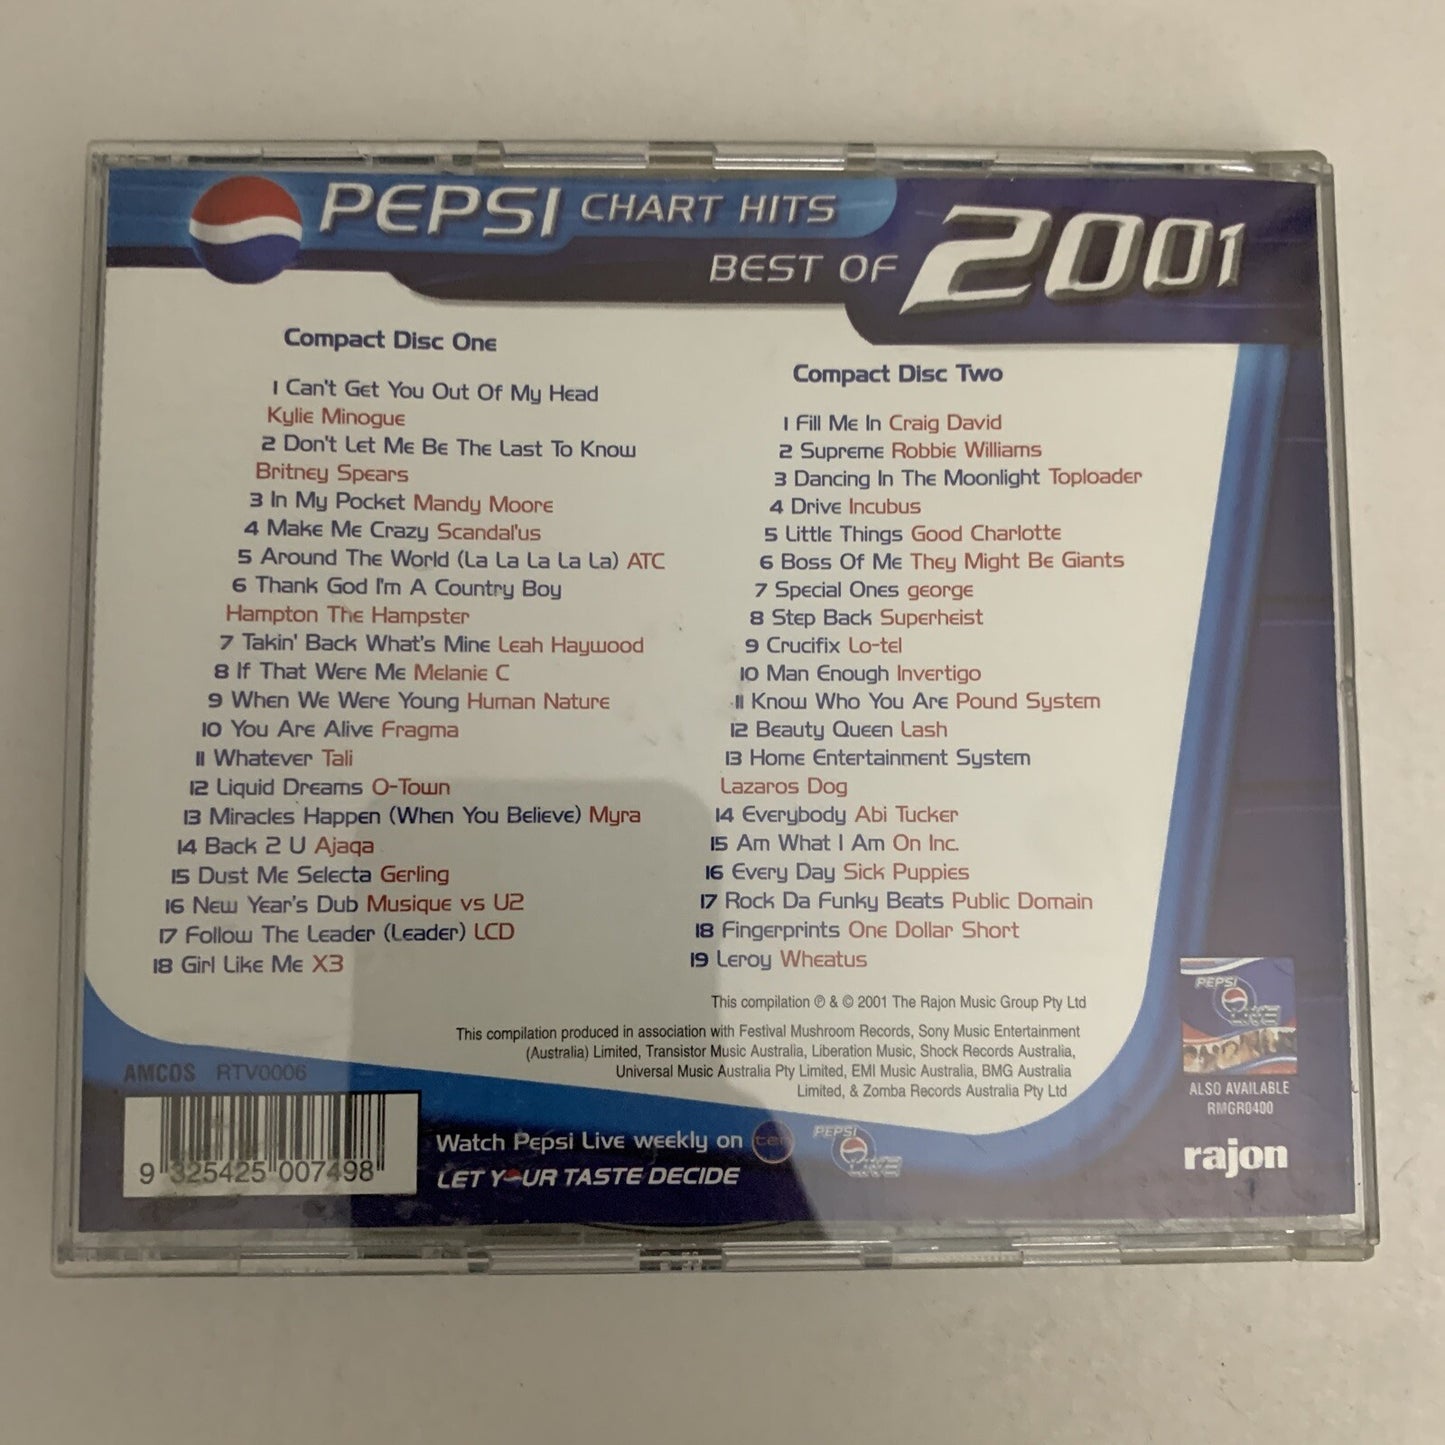 PEPSI CHART HITS
BEST OF 2001
Compact Disc One
1 Can't Get You Out Of My Head
Kylie Minogue
2 Don't Let Me Be The Last To Know
Britney Spears
3 In My Pocket Mandy Moore
4 Make Me Crazy Scandal'us
5 Around The World (La La La La La) ATC
6 Thank God I'm A Country Boy
Hampton The Hampster
7 Takin' Back What's Mine Leah Haywood
8 If That Were Me Melanie C
9 When We Were Young Human Nature
10 You Are Alive Fragma
11 Whatever Tali
12 Liquid Dreams O-Town
13 Miracles Happen (When You Believe) Myra
14 Back 2 U Ajaqa
15 Dust Me Selecta Gerling
16 New Year's Dub Musique vs U2
17 Follow The Leader (Leader) LCD
18 Girl Like Me X3
Compact Disc Two
1 Fill Me In Craig David
2 Supreme Robbie Williams
3 Dancing In The Moonlight Toploader
4 Drive Incubus
5 Little Things Good Charlotte
6 Boss Of Me They Might Be Giants
7 Special Ones george
8 Step Back Superheist
9 Crucifix Lo-tel
10 Man Enough Invertigo
11 Know Who You Are Pound System
12 Beauty Queen Lash
13 Home Entertainment System
Lazaros Dog
14 Everybody Abi Tucker
15 Am What I Am On Inc.
16 Every Day Sick Puppies
17 Rock Da Funky Beats Public Domain
18 Fingerprints One Dollar Short
19 Leroy Wheatus
This compilation ℗ & © 2001 The Rajon Music Group Pty Ltd
This compilation produced in association with Festival Mushroom Records, Sony Music Entertainment
(Australia) Limited, Transistor Music Australia, Liberation Music, Shock Records Australia,
Universal Music Australia Pty Limited, EMI Music Australia, BMG Australia
Limited, & Zomba Records Australia Pty Ltd
AMCOS RTV0006
9 325425 007498
Watch Pepsi Live weekly on ten
LET YOUR TASTE DECIDE
PEPSI
LIVE
PEPSI
LIVE
ALSO AVAILABLE
RMGR0400
rajon